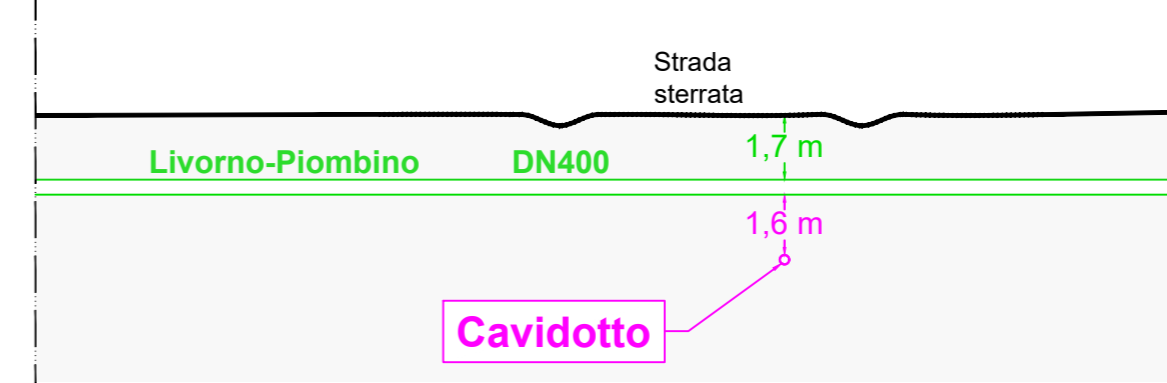 Strada
sterrata
1,7 m
Livorno-Piombino DN400
1,6 m
Cavidotto